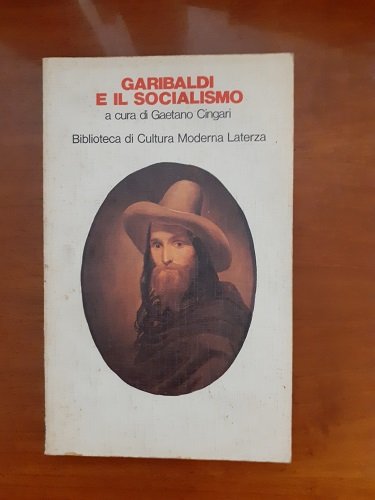 GARIBALDI
E IL SOCIALISMO
a cura di Gaetano Cingari
Biblioteca di Cultura Moderna Laterza